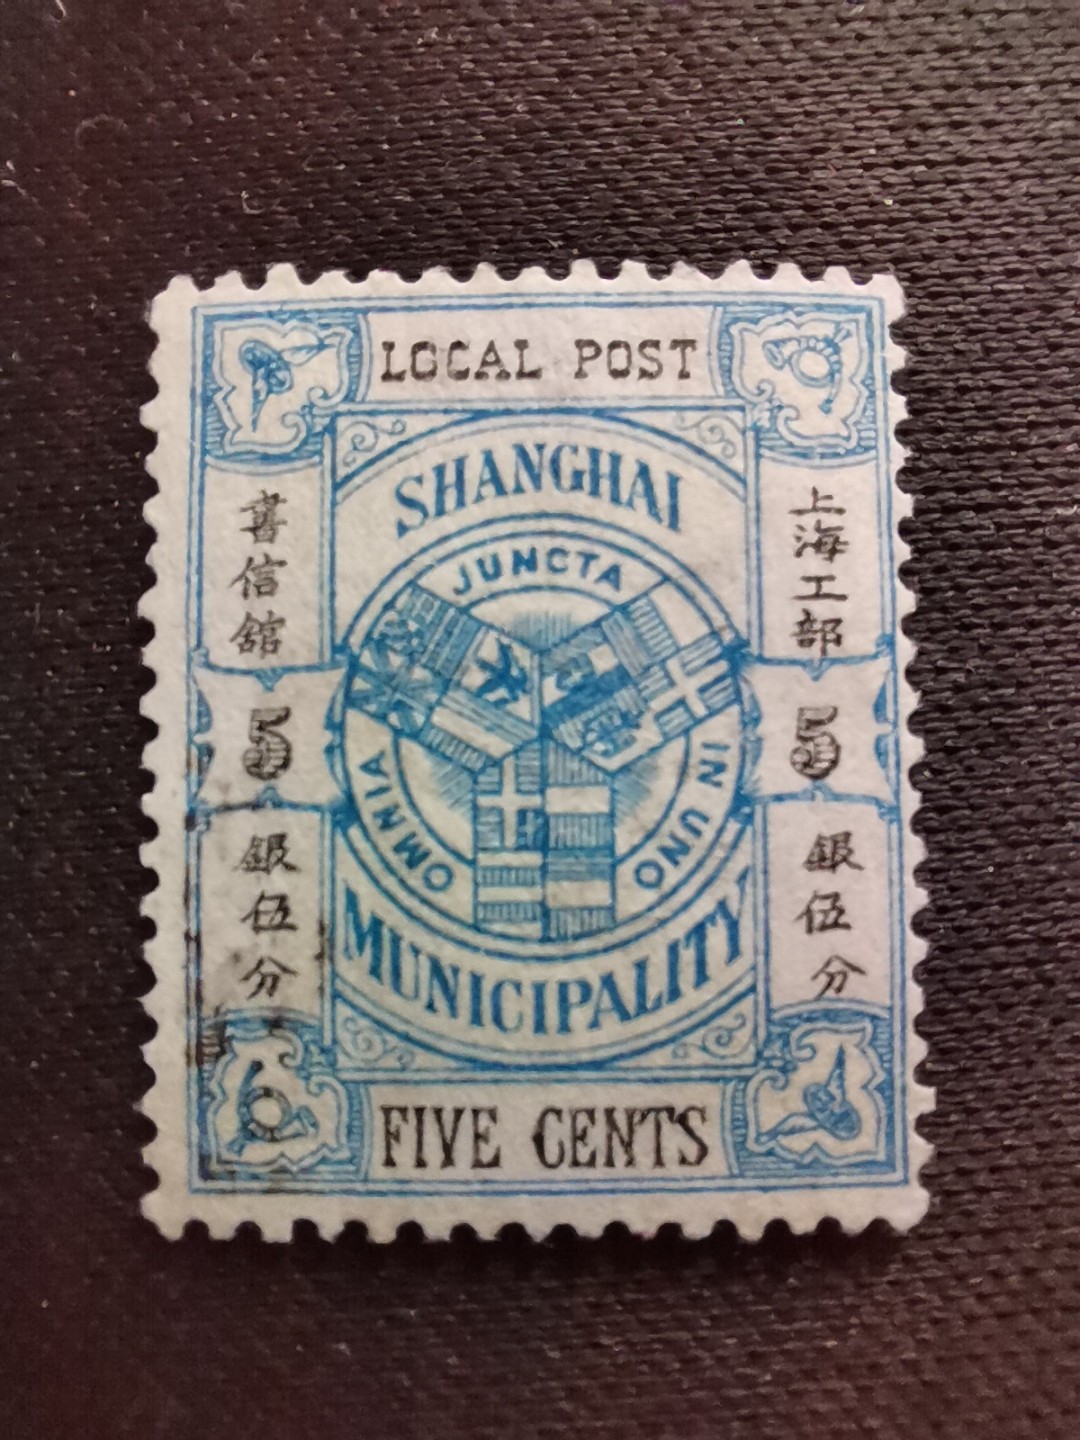 LOCAL POST
SHANGHAI
OMNIA JUNCTA IN UNO
MUNICIPALITY
上海工部
書信館
5
5
銀伍分
銀伍分
FIVE CENTS